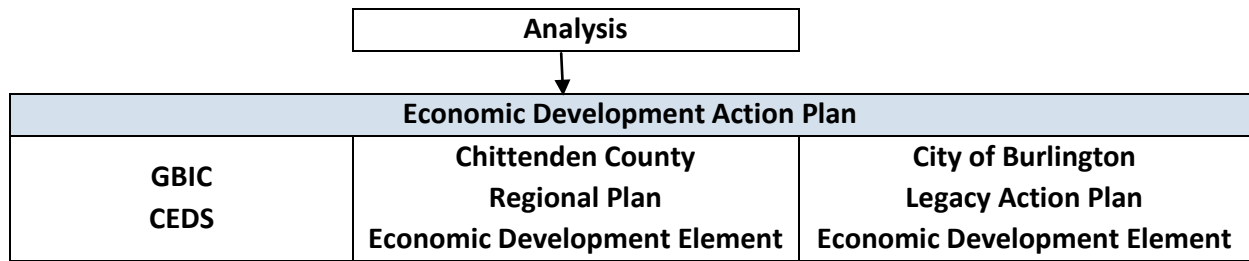 Analysis
Economic Development Action Plan
GBIC
CEDS
Chittenden County
Regional Plan
Economic Development Element
City of Burlington
Legacy Action Plan
Economic Development Element